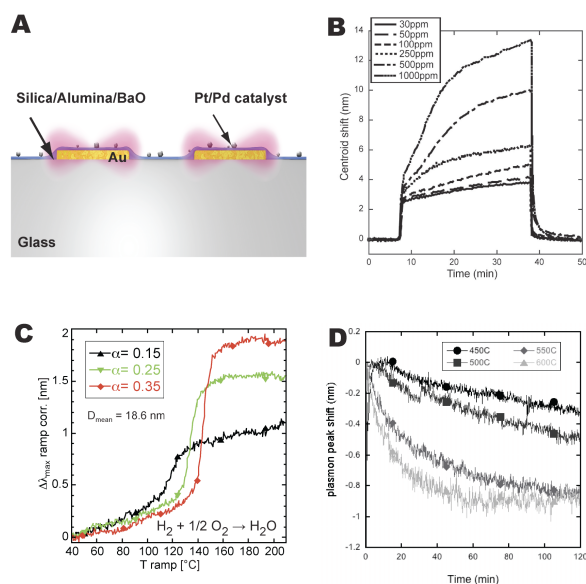 A
Silica/Alumina/BaO
Pt/Pd catalyst
Au
Glass
B
30ppm
50ppm
100ppm
250ppm
500ppm
1000ppm
Centroid shift (nm)
14
12
10
8
6
4
2
0
0 10 20 30 40 50
Time (min)
C
α= 0.15
α= 0.25
α= 0.35
D mean = 18.6 nm
Δλmax ramp corr. [nm]
2
1.5
1
0.5
0
H2 + 1/2 O2 → H2O
40 60 80 100 120 140 160 180 200
T ramp [°C]
D
450C 550C
500C 600C
plasmon peak shift (nm)
0
-0.2
-0.4
-0.6
-0.8
-1
-1.2
0 20 40 60 80 100 120
Time (min)